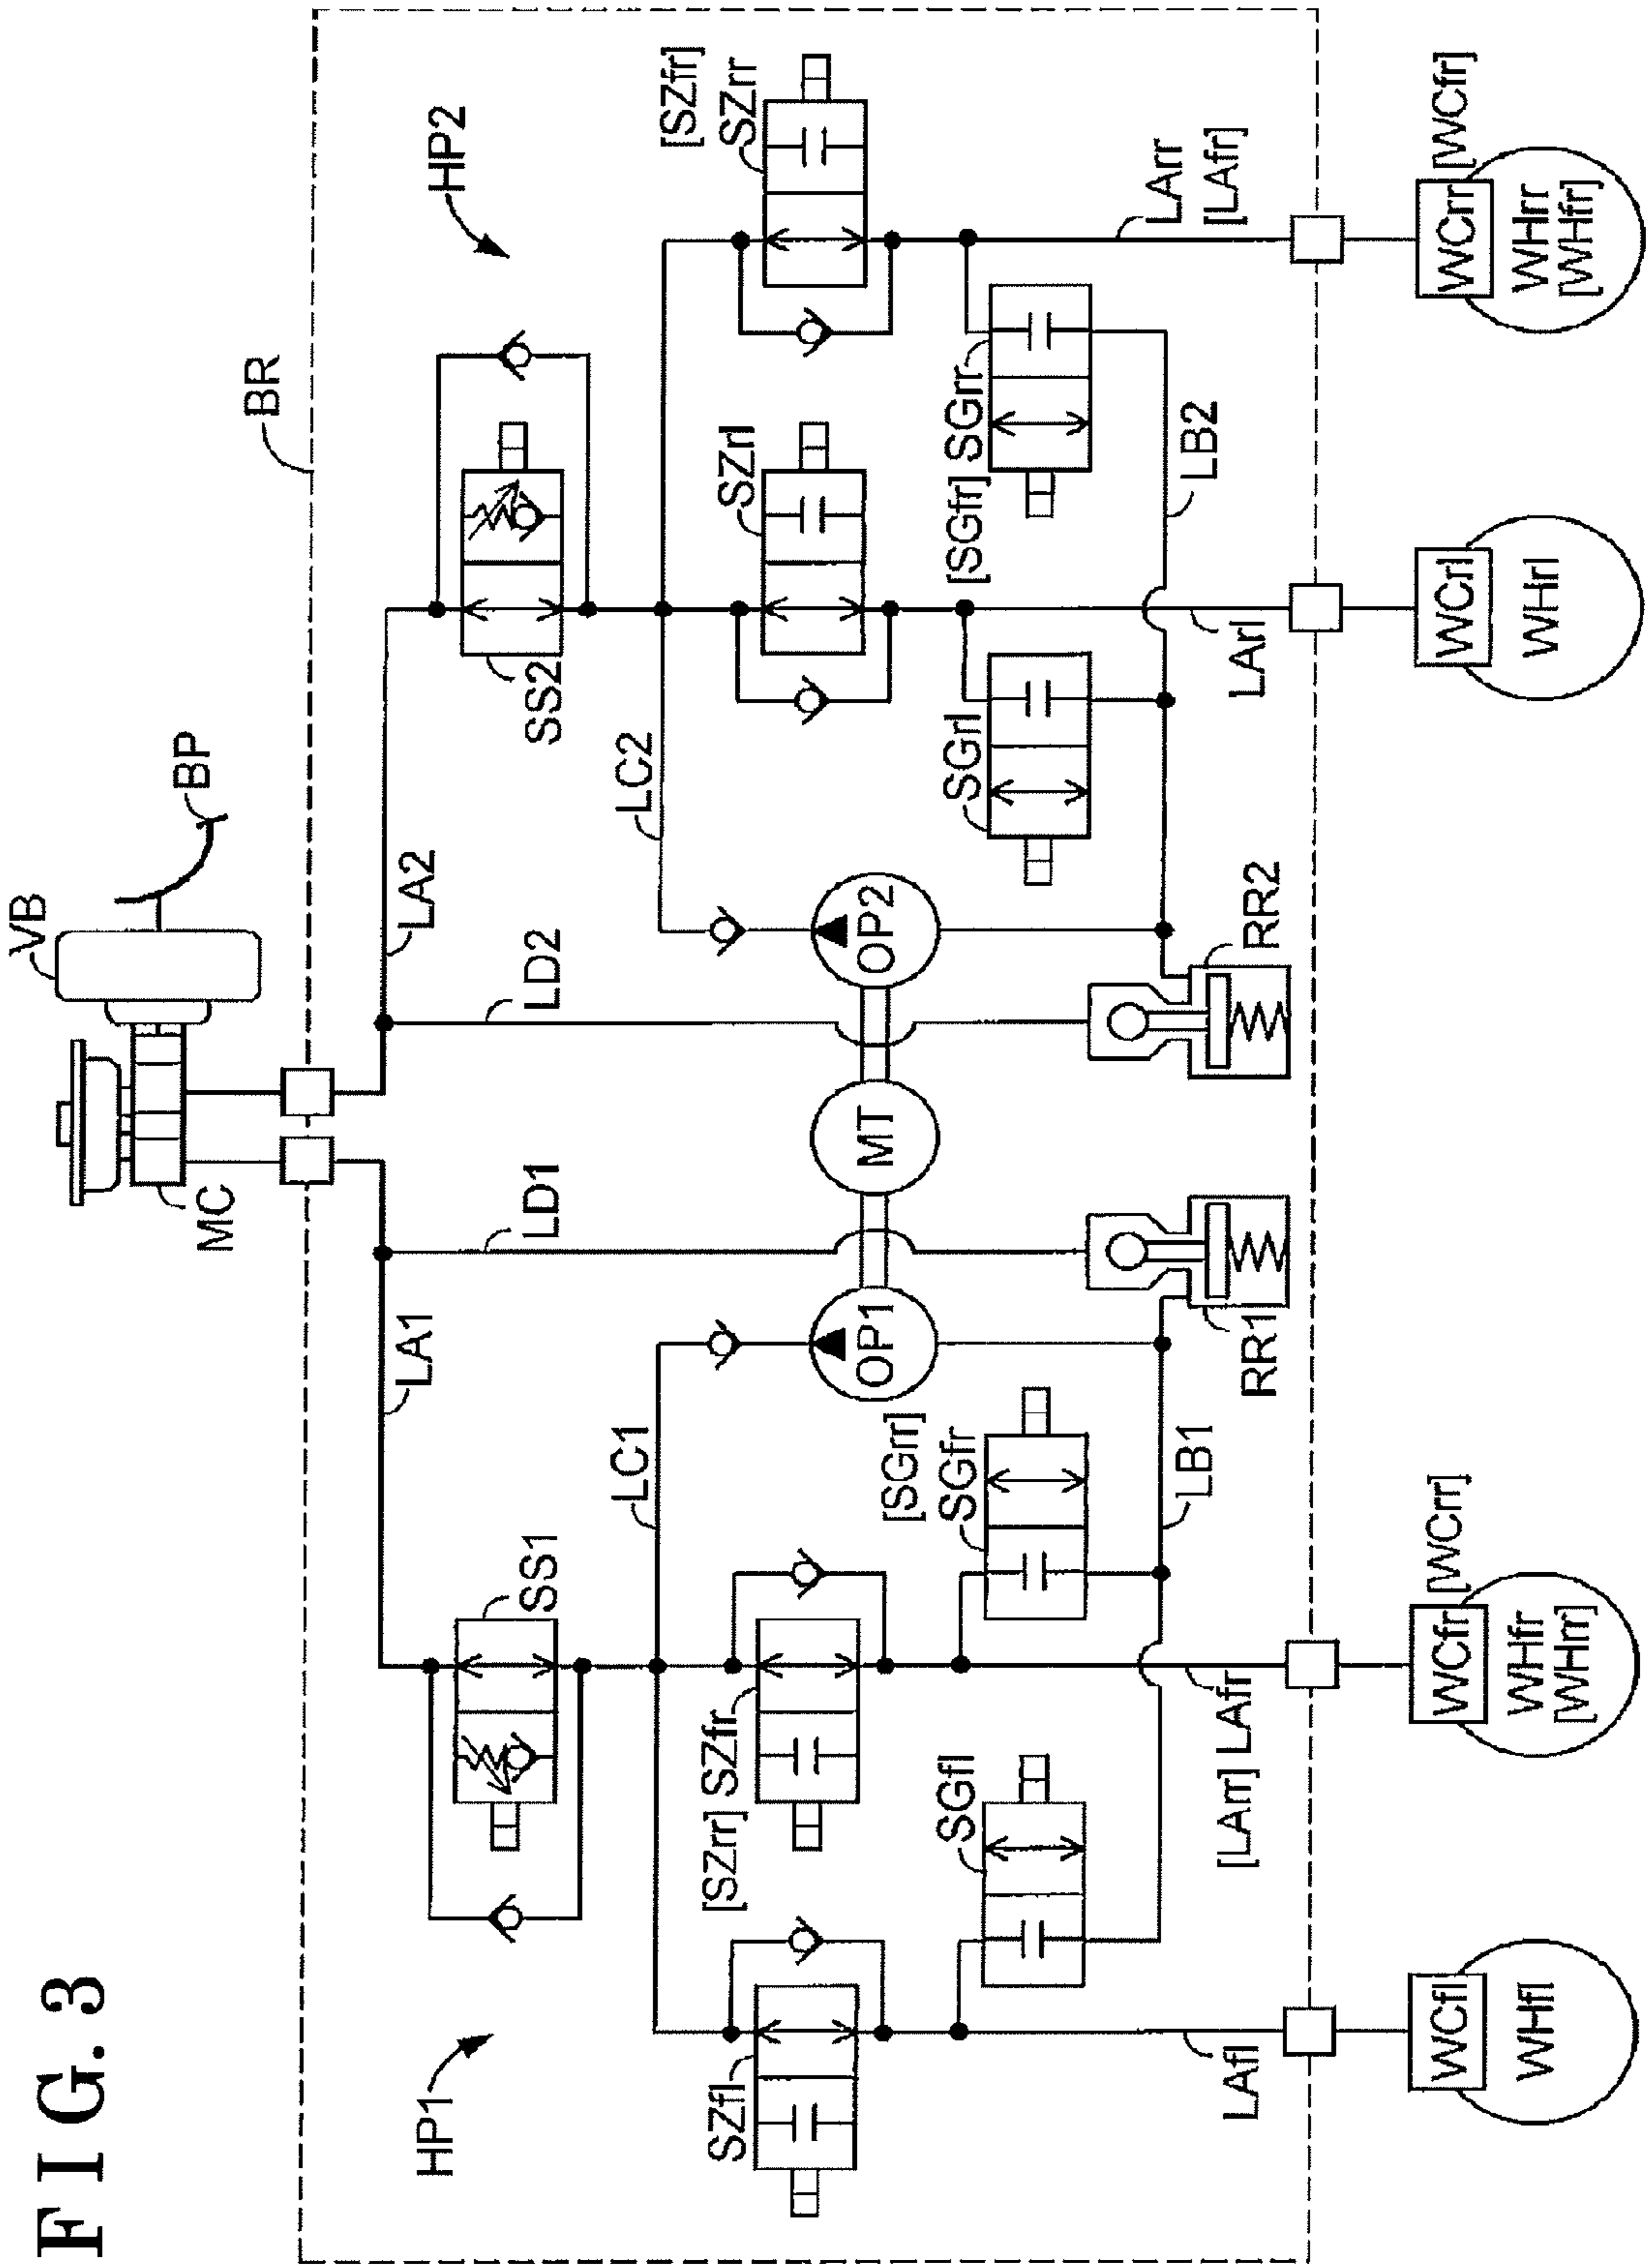 FIG. 3
VB
BP
MC
BR
LA1
LA2
LD1
LD2
HP1
HP2
SS1
SS2
LC1
LC2
SZfl
[SZrr] SZfr
SZrl
[SZfr]
SZrr
OP1
MT
OP2
SGfl
[SGrr]
SGfr
SGrl
[SGfr] SGrr
LB1
LB2
RR1
RR2
LAfl
[LArr] LAfr
LArl
LArr
[LAfr]
WCfl
WHfl
WCfr
[WCrr]
WHfr
[WHrr]
WCrl
WHrl
WCrr
[WCfr]
WHrr
[WHfr]